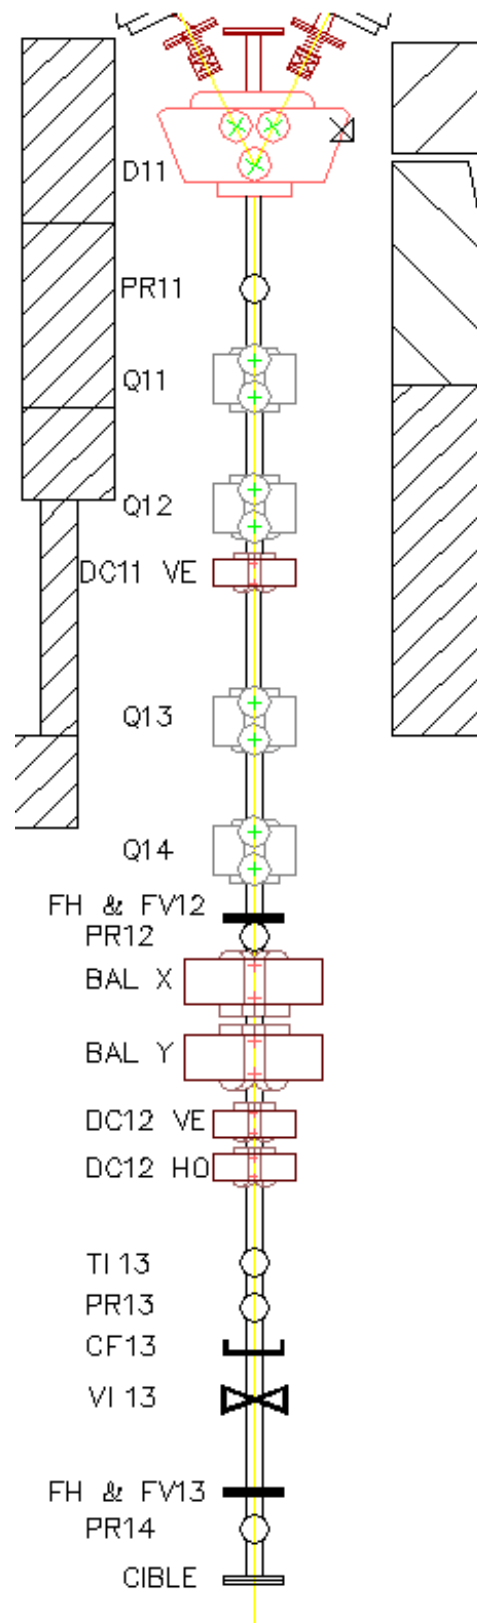 D11
PR11
Q11
Q12
DC11 VE
Q13
Q14
FH & FV12
PR12
BAL X
BAL Y
DC12 VE
DC12 HO
TI 13
PR13
CF13
VI 13
FH & FV13
PR14
CIBLE